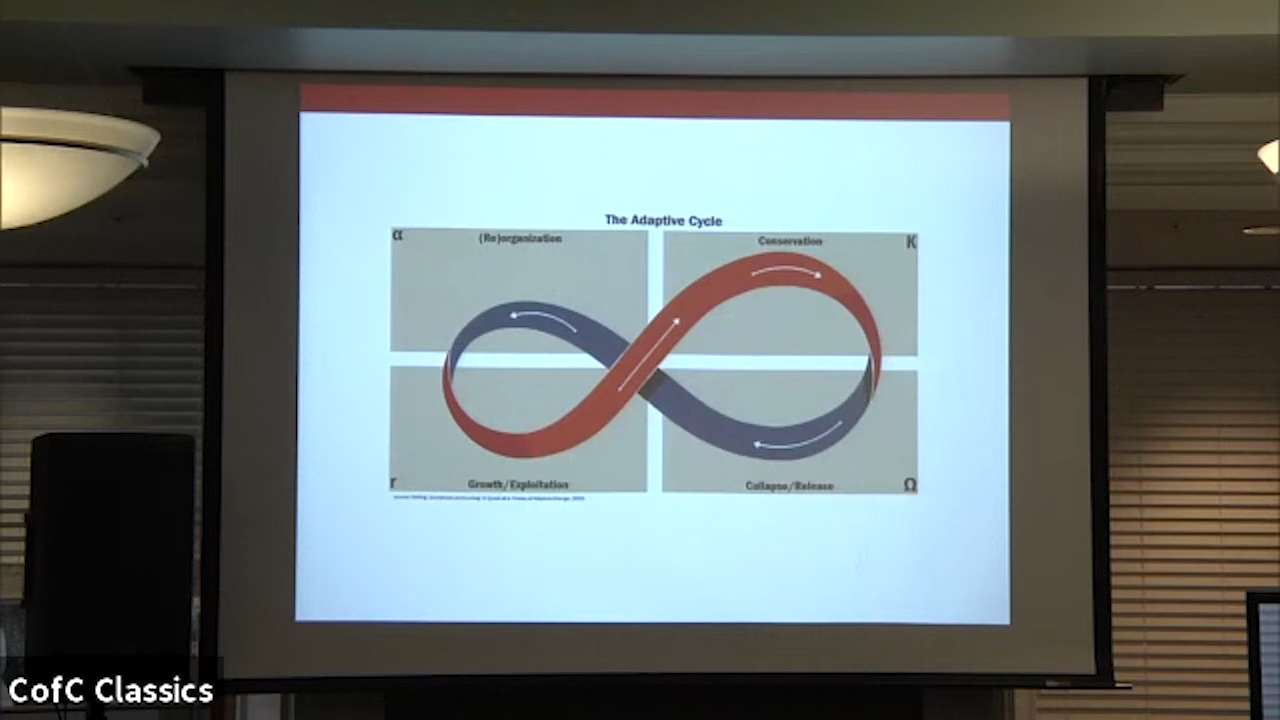 The Adaptive Cycle
α (Re)organization
Conservation K
r Growth/Exploitation
Collapse/Release Ω
CofC Classics